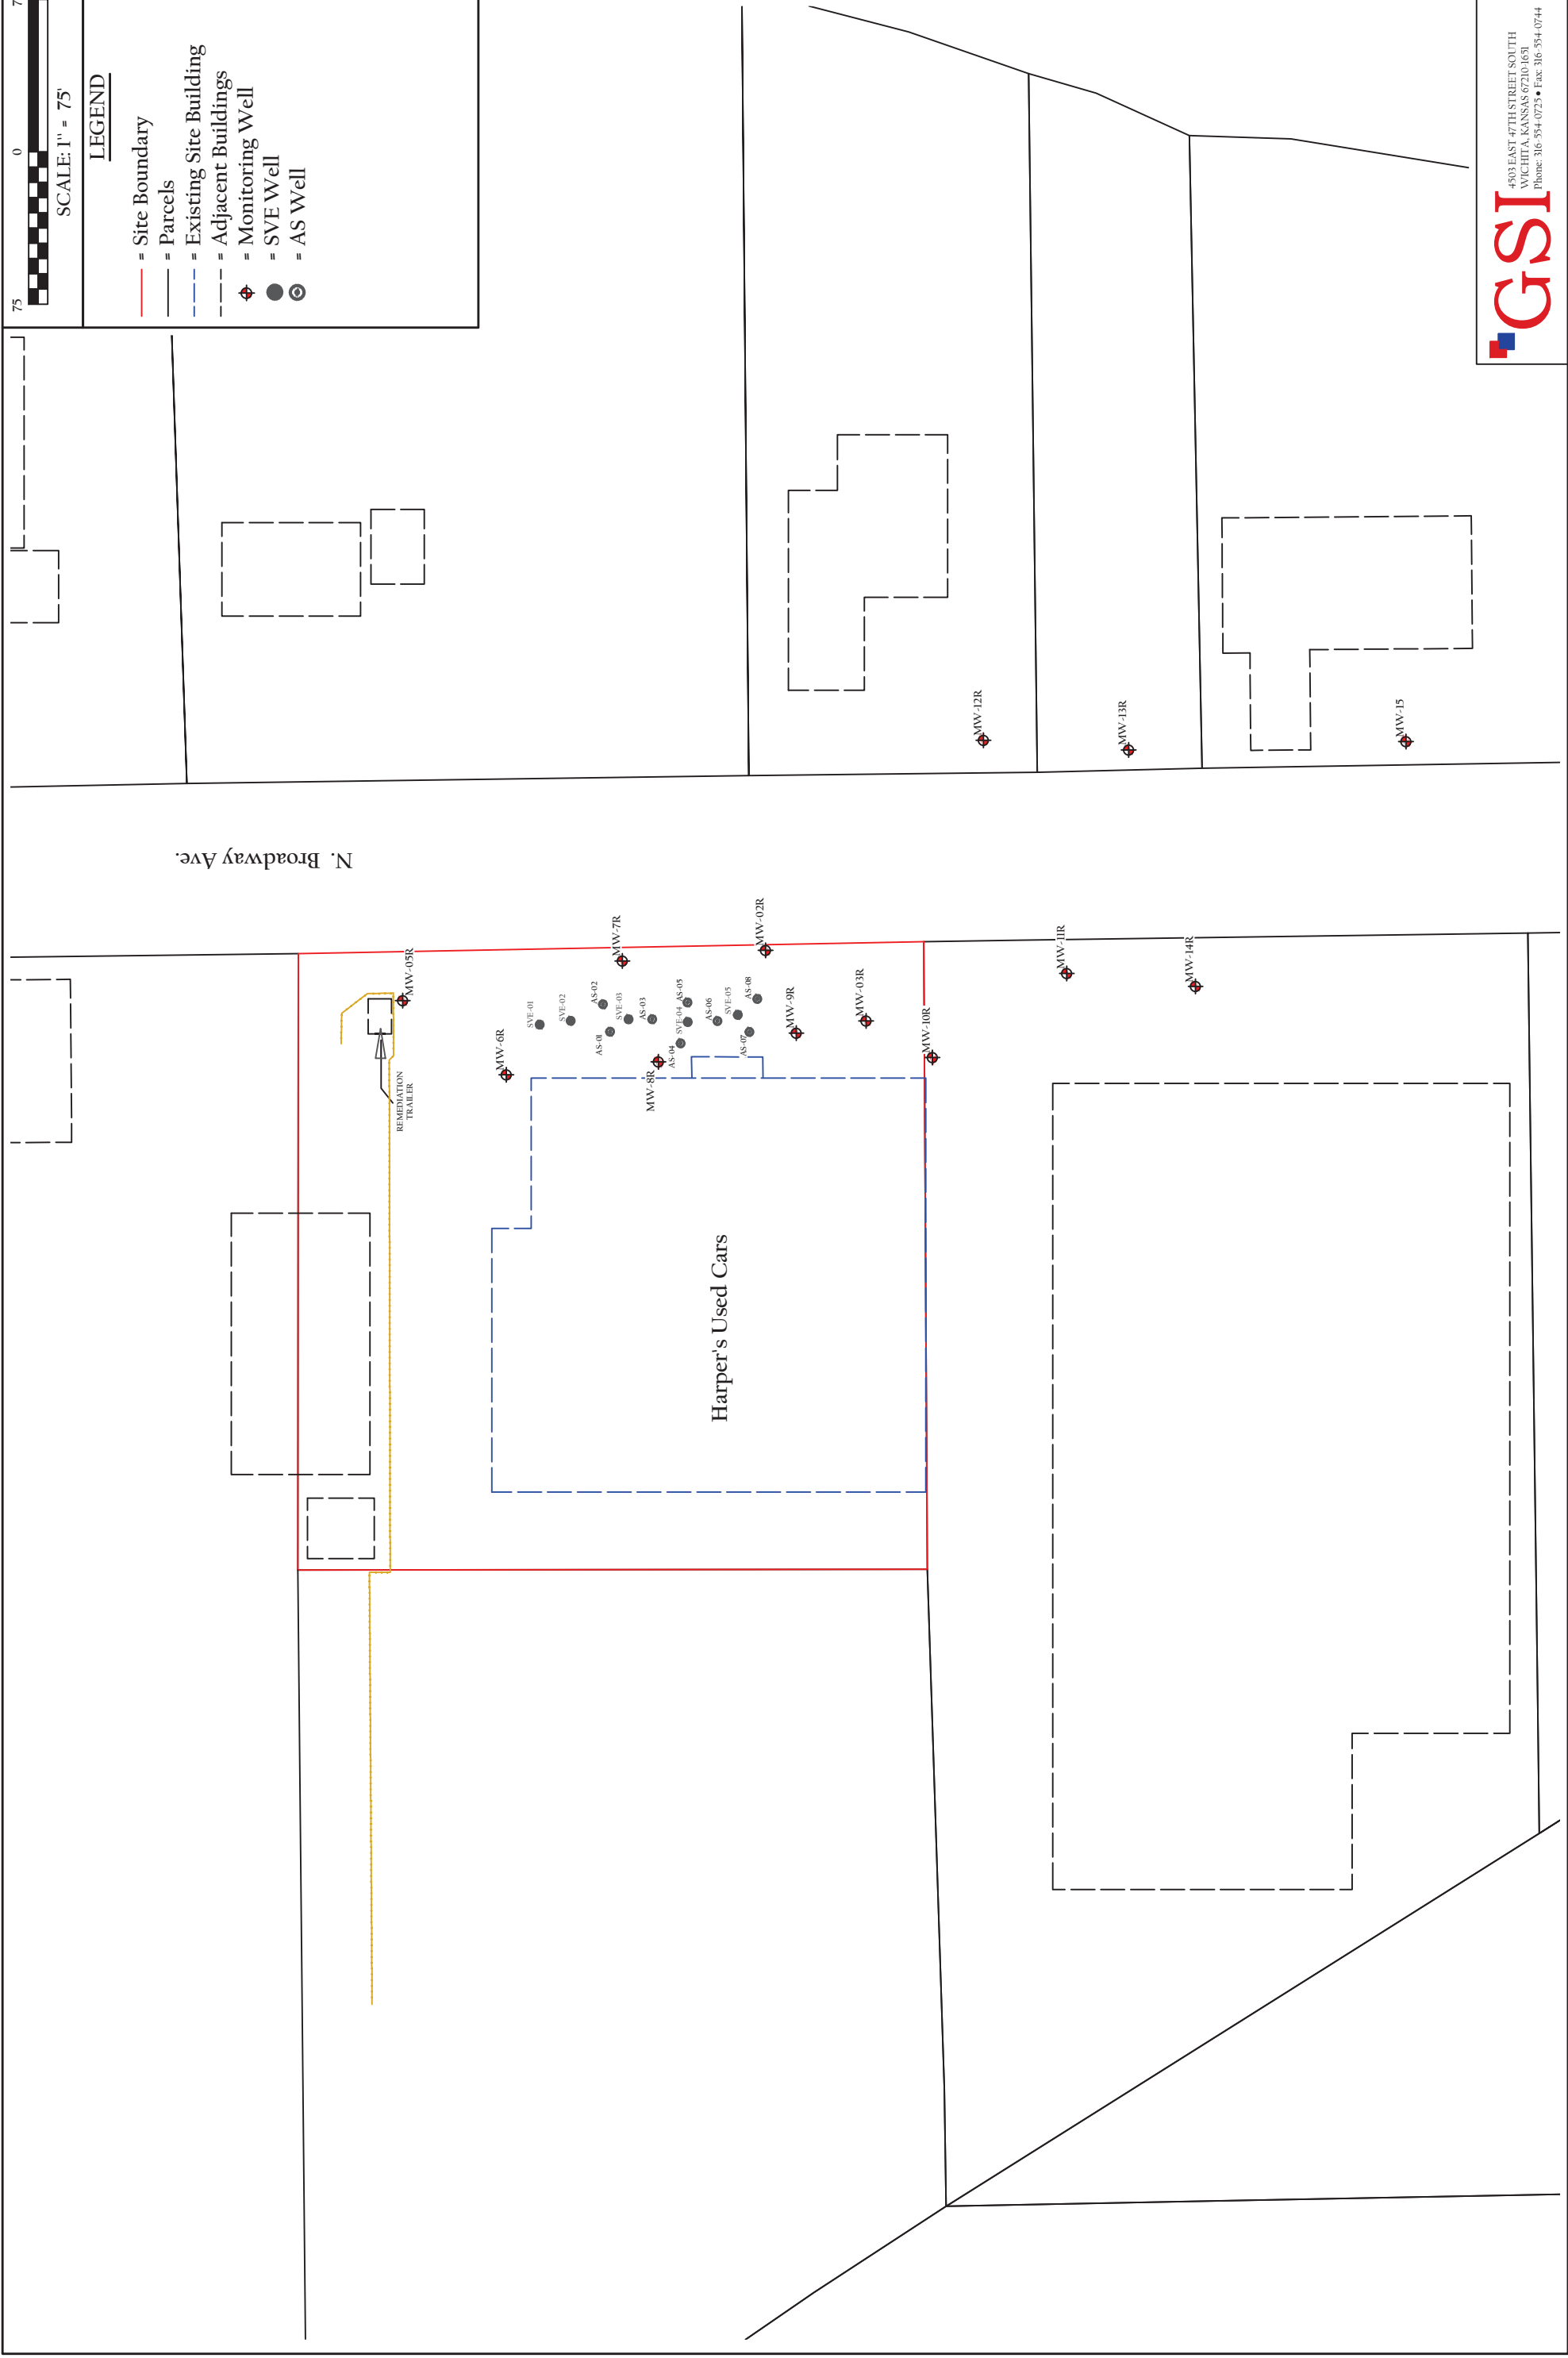 75
0
7
SCALE: 1" = 75'
LEGEND
= Site Boundary
= Parcels
= Existing Site Building
= Adjacent Buildings
= Monitoring Well
= SVE Well
= AS Well
N. Broadway Ave.
MW-05R
REMEDIATION
TRAILER
MW-6R
SVE-01
SVE-02
AS-02
AS-01
SVE-03
MW-7R
AS-03
MW-8R
AS-04
SVE-04
AS-05
AS-06
SVE-05
AS-07
AS-08
MW-02R
MW-9R
MW-03R
MW-10R
MW-11R
MW-14R
MW-12R
MW-13R
MW-15
Harper's Used Cars
GSI
4503 EAST 47TH STREET SOUTH
WICHITA, KANSAS 67210-1651
Phone: 316-554-0725 • Fax: 316-554-0744